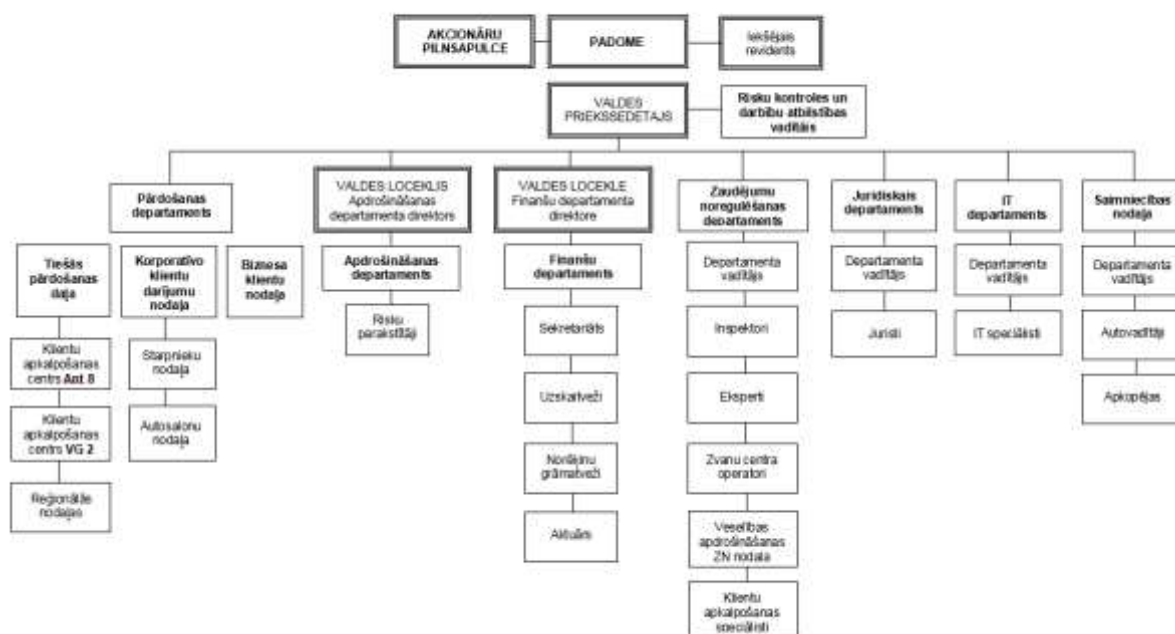 AKCIONĀRU
PILNSAPULCE
PADOME
Iekšējais
revidents
VALDES
PRIEKSSEDETAJS
Risku kontroles un
darbību atbilstības
vadītājs
Pārdošanas
departaments
VALDES LOCEKLIS
Apdrošināšanas
departamenta direktors
VALDES LOCEKLE
Finanšu departamenta
direktore
Zaudējumu
noregulēšanas
departaments
Juridiskais
departaments
IT
departaments
Saimniecības
nodaļa
Tiešās
pārdošanas
daļa
Korporatīvo
klientu
darījumu
nodaļa
Biznesa
klientu
nodaļa
Apdrošināšanas
departaments
Finanšu
departaments
Departamenta
vadītājs
Departamenta
vadītājs
Departamenta
vadītājs
Departamenta
vadītājs
Klientu
apkalpošanas
centrs Ant 8
Starpnieku
nodaļa
Risku
parakstītāji
Sekretariāts
Inspektori
Juristi
IT speciālisti
Autovadītāji
Klientu
apkalpošanas
centrs VG 2
Autosalonu
nodaļa
Uzskaitveži
Eksperti
Apkopējas
Reģionālās
nodaļas
Norēķinu
grāmatveži
Zvanu centra
operatori
Aktuārs
Veselības
apdrošināšanas
ZN nodaļa
Klientu
apkalpošanas
speciālisti